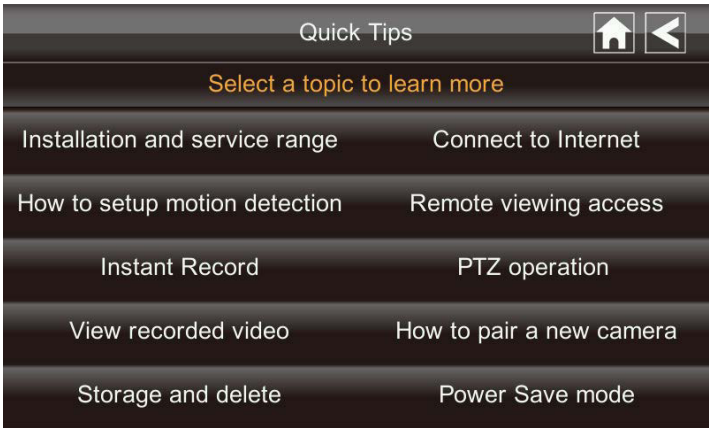 Quick Tips
Select a topic to learn more
Installation and service range
Connect to Internet
How to setup motion detection
Remote viewing access
Instant Record
PTZ operation
View recorded video
How to pair a new camera
Storage and delete
Power Save mode